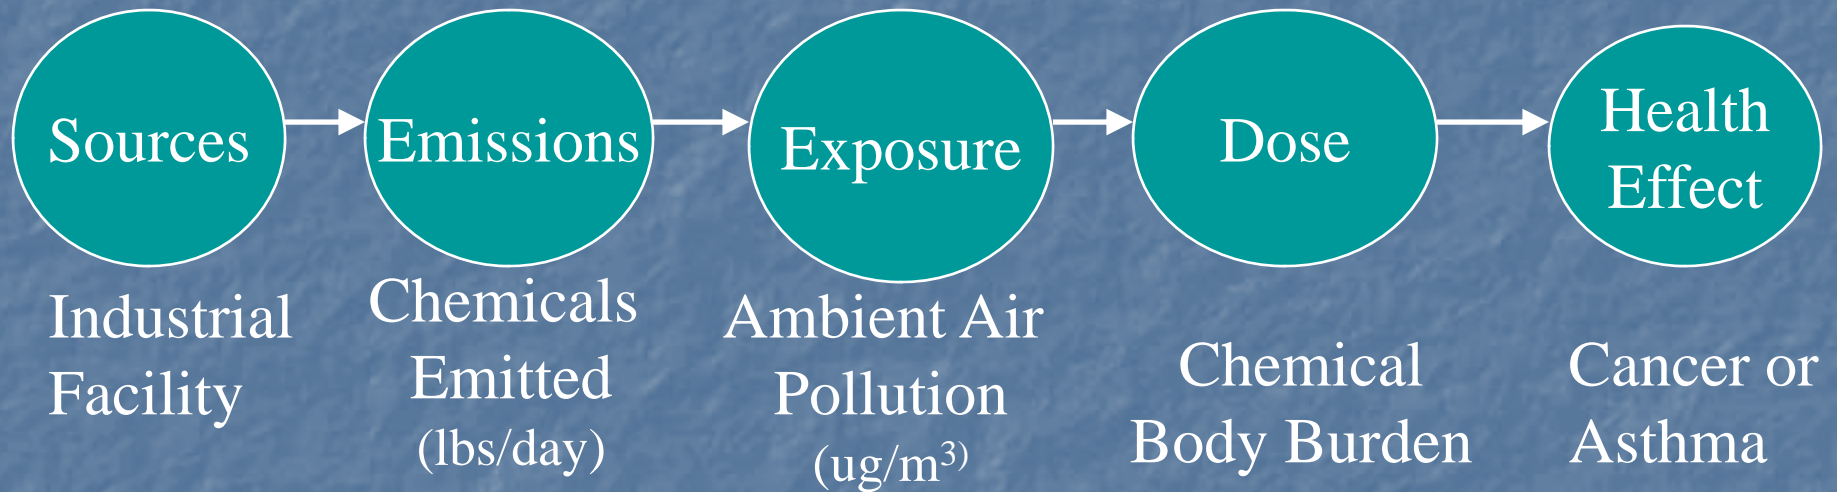 Sources
Emissions
Exposure
Dose
Health
Effect
Industrial
Facility
Chemicals
Emitted
(lbs/day)
Ambient Air
Pollution
(ug/m³⁾
Chemical
Body Burden
Cancer or
Asthma